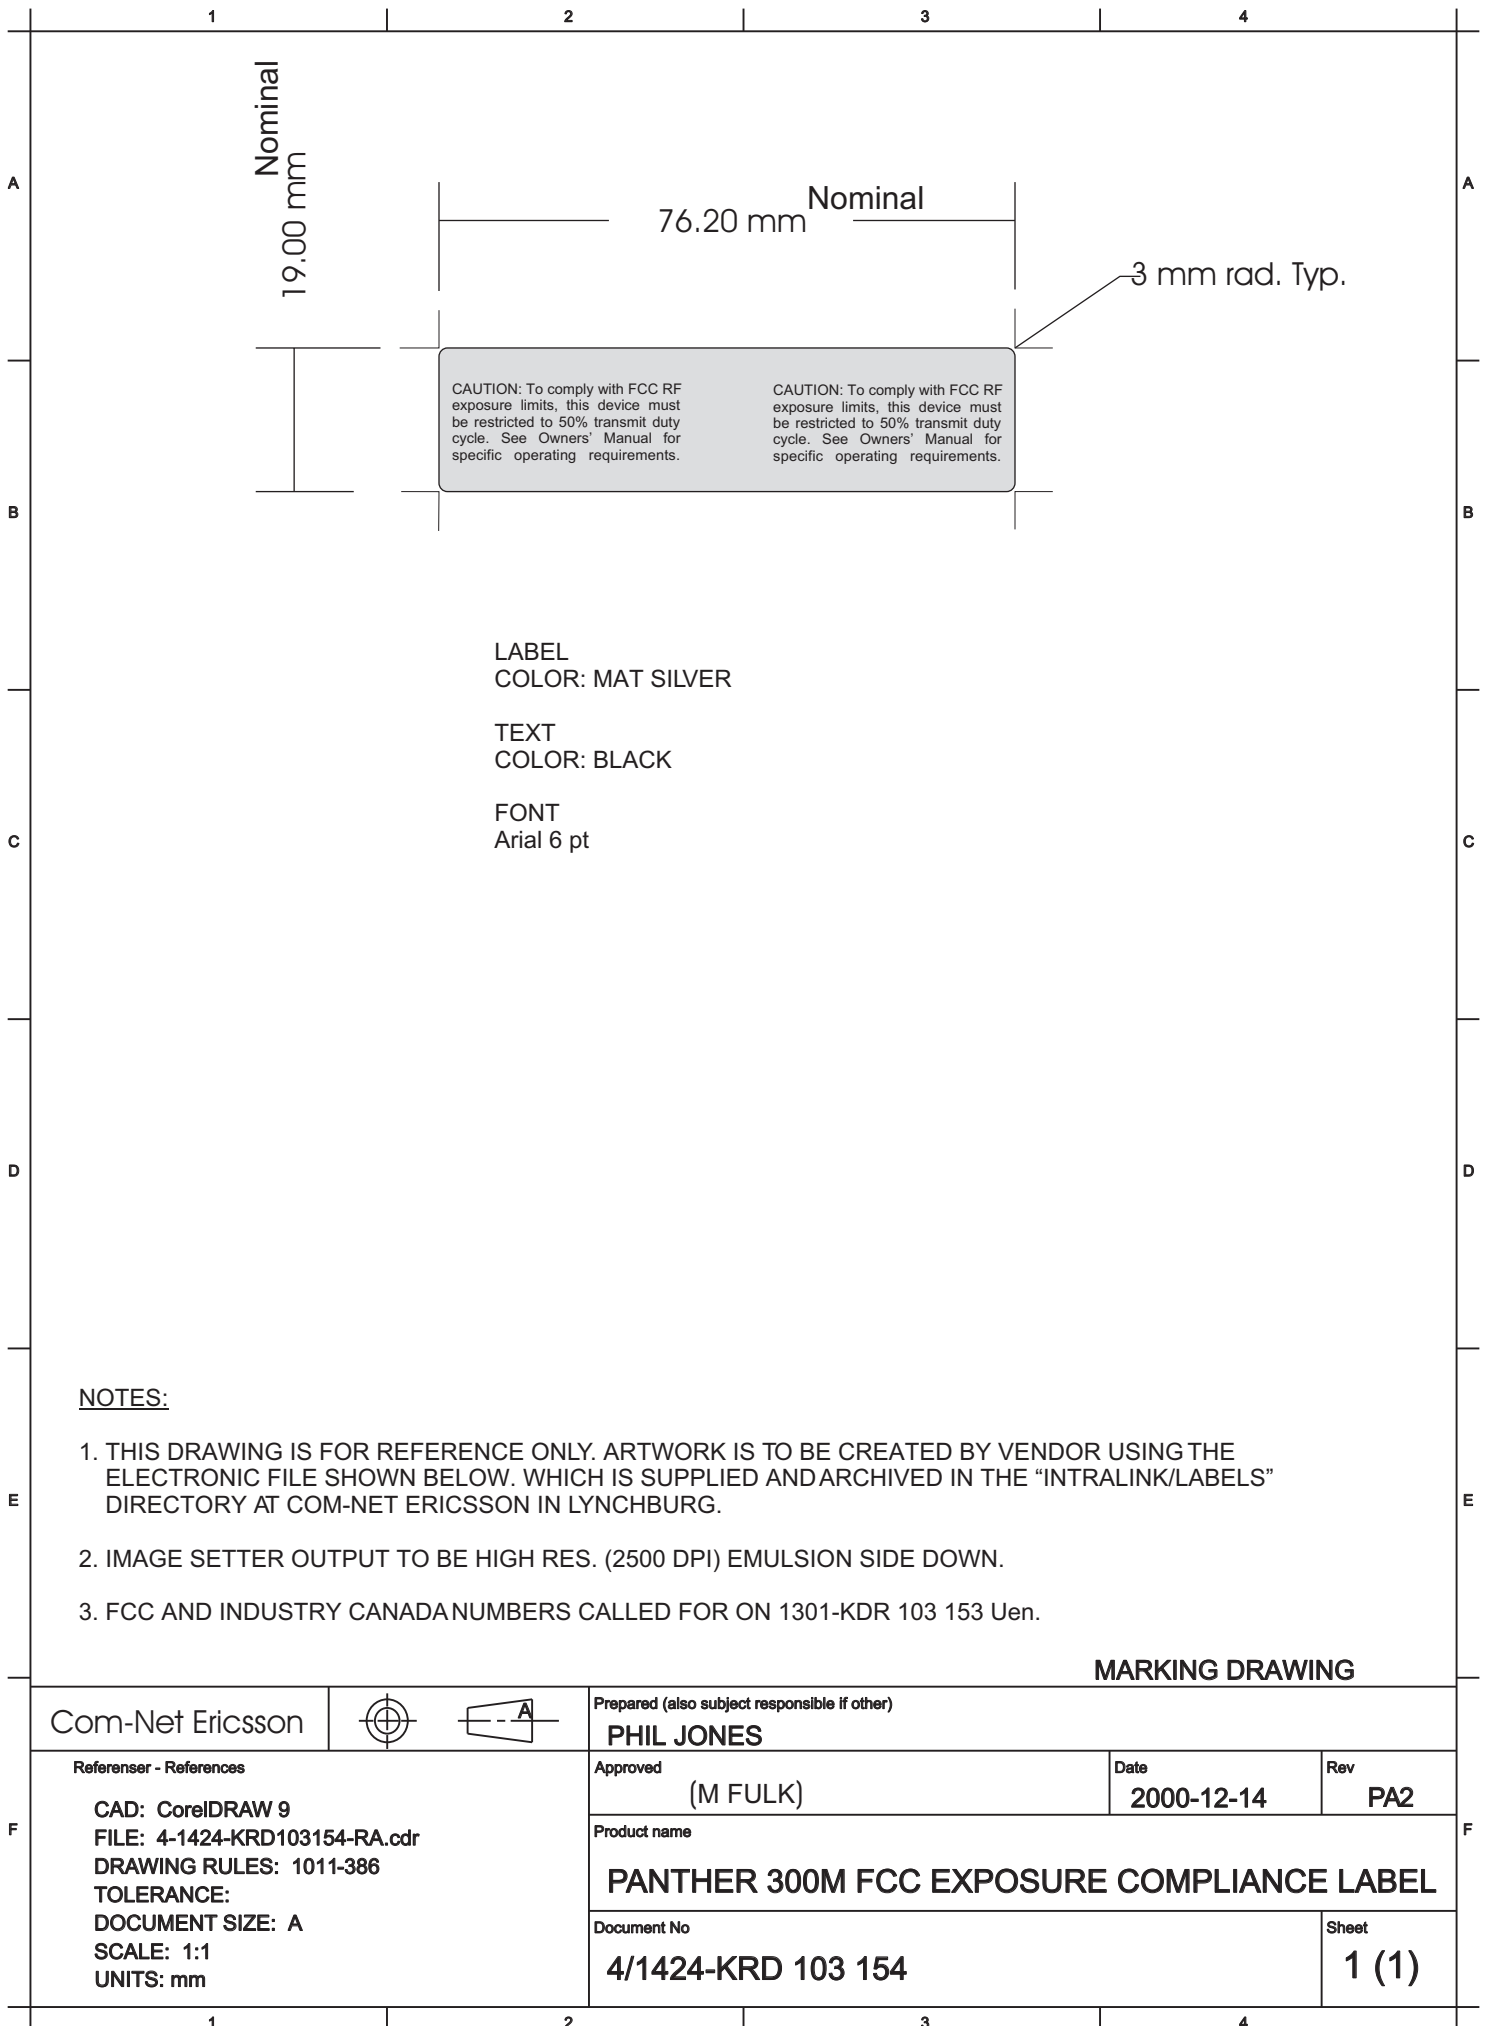 1 2 3 4
Nominal
19.00 mm
A
A
Nominal
76.20 mm
3 mm rad. Typ.
CAUTION: To comply with FCC RF
exposure limits, this device must
be restricted to 50% transmit duty
cycle. See Owners’ Manual for
specific operating requirements.
CAUTION: To comply with FCC RF
exposure limits, this device must
be restricted to 50% transmit duty
cycle. See Owners’ Manual for
specific operating requirements.
B
B
LABEL
COLOR: MAT SILVER
TEXT
COLOR: BLACK
FONT
Arial 6 pt
C
C
D
D
NOTES:
1. THIS DRAWING IS FOR REFERENCE ONLY. ARTWORK IS TO BE CREATED BY VENDOR USING THE
ELECTRONIC FILE SHOWN BELOW. WHICH IS SUPPLIED AND ARCHIVED IN THE “INTRALINK/LABELS”
DIRECTORY AT COM-NET ERICSSON IN LYNCHBURG.
E
E
2. IMAGE SETTER OUTPUT TO BE HIGH RES. (2500 DPI) EMULSION SIDE DOWN.
3. FCC AND INDUSTRY CANADA NUMBERS CALLED FOR ON 1301-KDR 103 153 Uen.
MARKING DRAWING
Com-Net Ericsson
A
Prepared (also subject responsible if other)
PHIL JONES
Referenser - References
CAD: CorelDRAW 9
FILE: 4-1424-KRD103154-RA.cdr
DRAWING RULES: 1011-386
TOLERANCE:
DOCUMENT SIZE: A
SCALE: 1:1
UNITS: mm
Approved
(M FULK)
Date
2000-12-14
Rev
PA2
F
F
Product name
PANTHER 300M FCC EXPOSURE COMPLIANCE LABEL
Document No
4/1424-KRD 103 154
Sheet
1 (1)
1 2 3 4